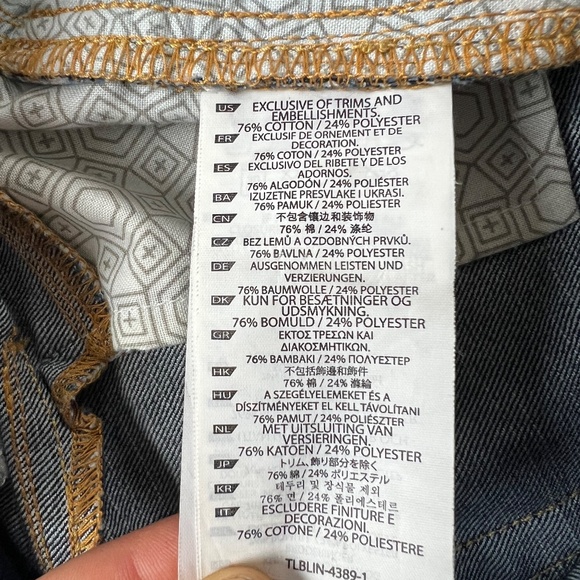 US EXCLUSIVE OF TRIMS AND
EMBELLISHMENTS.
76% COTTON / 24% POLYESTER
FR EXCLUSIF DE ORNEMENT ET DE
DECORATION.
76% COTON / 24% POLYESTER
ES EXCLUSIVO DEL RIBETE Y DE LOS
ADORNOS.
76% ALGODÓN / 24% POLIÉSTER
BA IZUZETNE PRESVLAKE I UKRASI.
76% PAMUK / 24% POLIESTER
CN 不包含镶边和装饰物
76% 棉 / 24% 涤纶
CZ BEZ LEMŮ A OZDOBNÝCH PRVKŮ.
76% BAVLNA / 24% POLYESTER
DE AUSGENOMMEN LEISTEN UND
VERZIERUNGEN.
76% BAUMWOLLE / 24% POLYESTER
DK KUN FOR BESÆTNINGER OG
UDSMYKNING.
76% BOMULD / 24% POLYESTER
GR ΕΚΤΟΣ ΤΡΕΣΩΝ ΚΑΙ
ΔΙΑΚΟΣΜΗΤΙΚΩΝ.
76% ΒΑΜΒΑΚΙ / 24% ΠΟΛΥΕΣΤΕΡ
HK 不包括飾邊和飾件
76% 棉 / 24% 滌綸
HU A SZEGÉLYELEMEKET ÉS A
DÍSZÍTMÉNYEKET EL KELL TÁVOLÍTANI
76% PAMUT / 24% POLIÉSZTER
NL MET UITSLUITING VAN
VERSIERINGEN.
76% KATOEN / 24% POLYESTER
JP トリム、飾り部分を除く
76% 綿 / 24% ポリエステル
KR 테두리 및 장식물 제외
76% 면 / 24% 폴리에스테르
IT ESCLUDERE FINITURE E
DECORAZIONI.
76% COTONE / 24% POLIESTERE
TLBLIN-4389-1